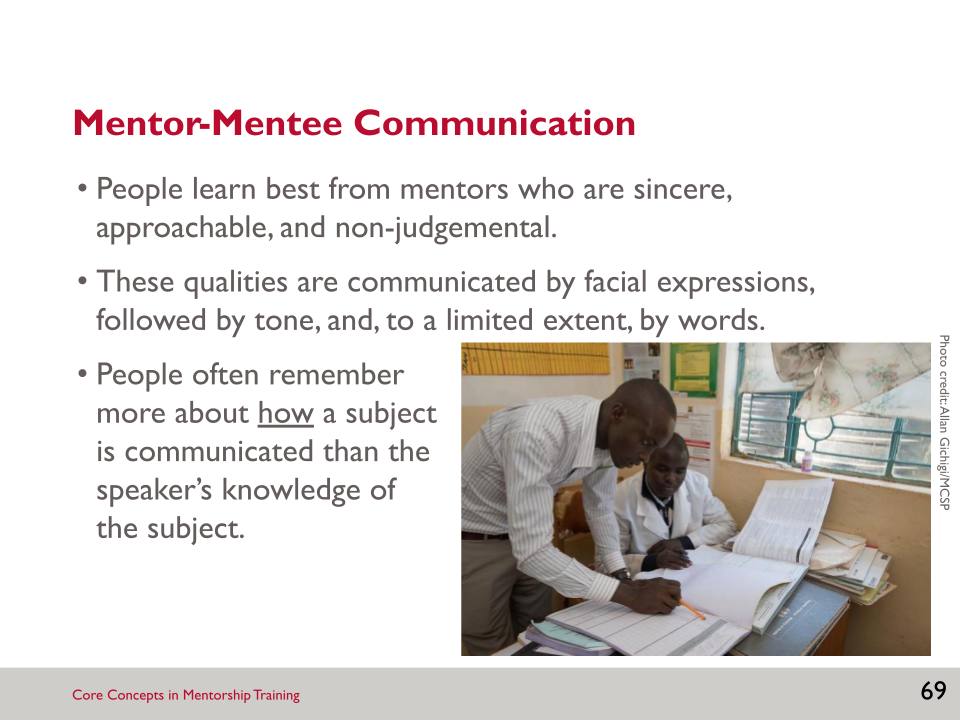 Mentor-Mentee Communication
• People learn best from mentors who are sincere,
approachable, and non-judgemental.
• These qualities are communicated by facial expressions,
followed by tone, and, to a limited extent, by words.
• People often remember
more about how a subject
is communicated than the
speaker’s knowledge of
the subject.
Photo credit: Allan Gichigi/MCSP
Core Concepts in Mentorship Training
69